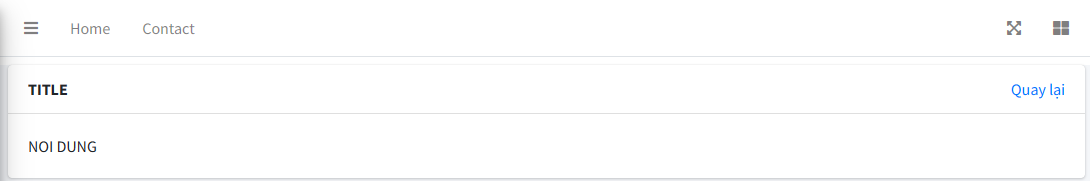 Home Contact
TITLE Quay lại
NOI DUNG